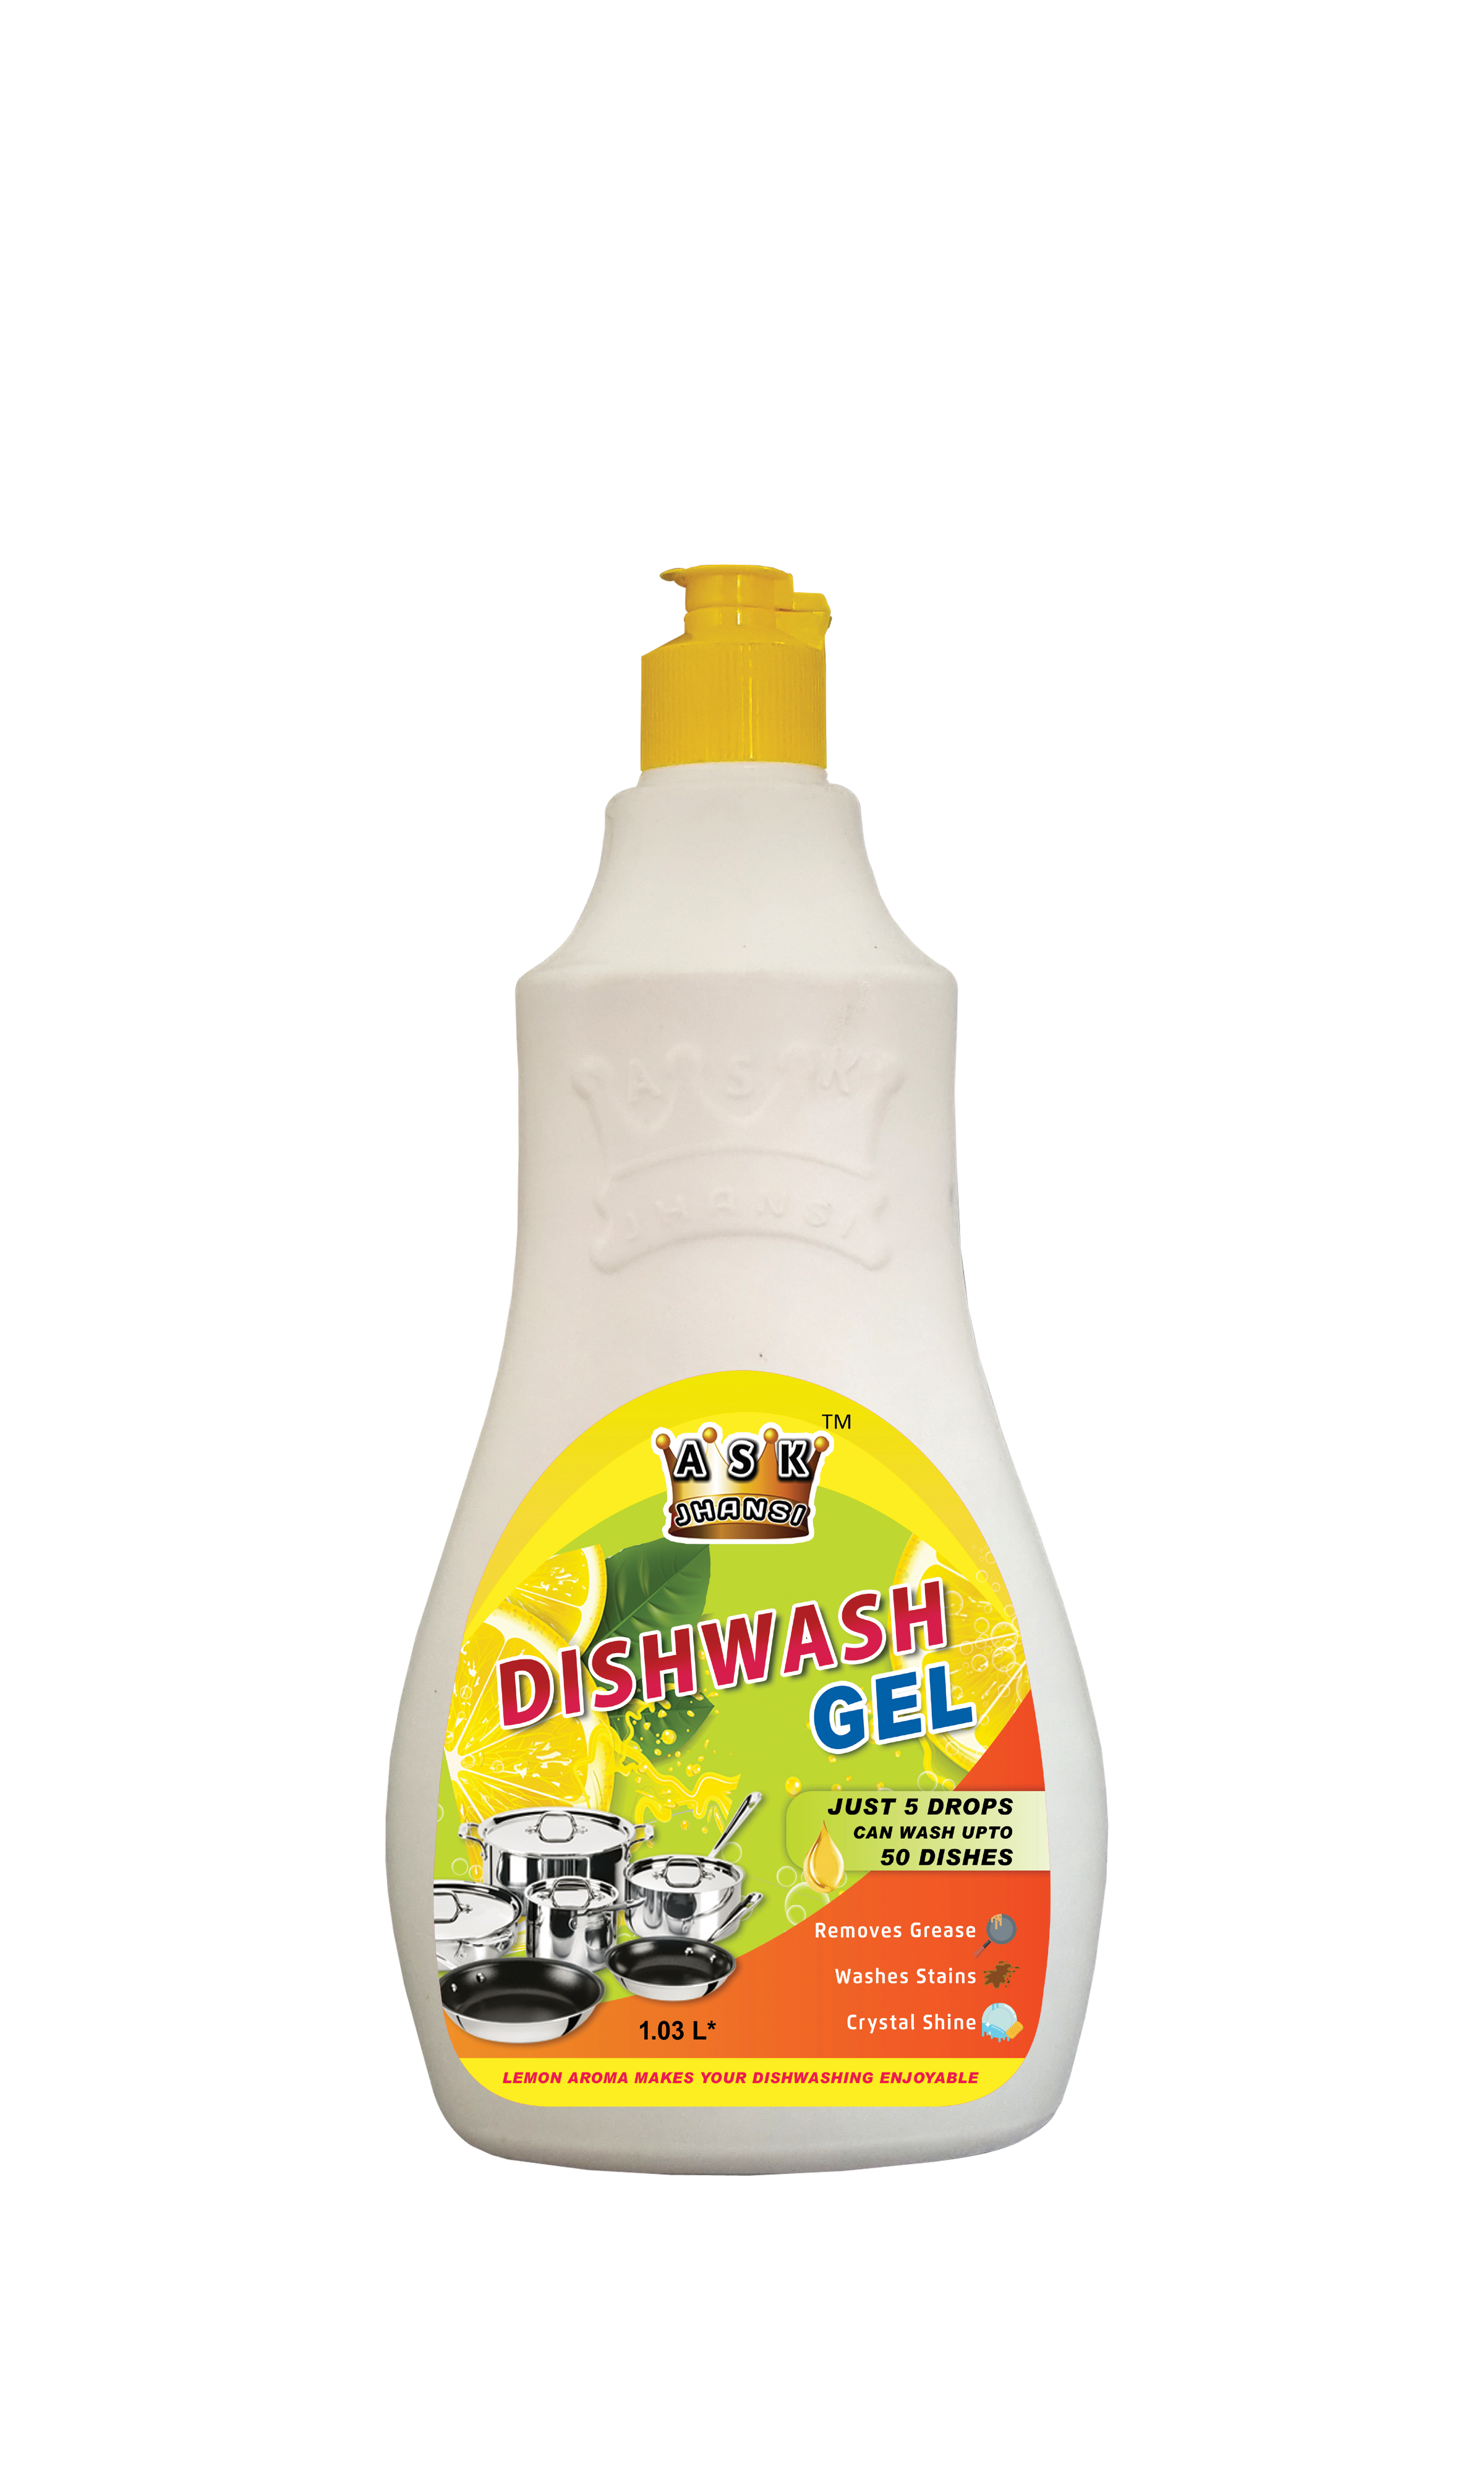 A S K
JHANSI
TM
A S K
JHANSI
DISHWASH
GEL
JUST 5 DROPS
CAN WASH UPTO
50 DISHES
Removes Grease
Washes Stains
Crystal Shine
1.03 L*
LEMON AROMA MAKES YOUR DISHWASHING ENJOYABLE